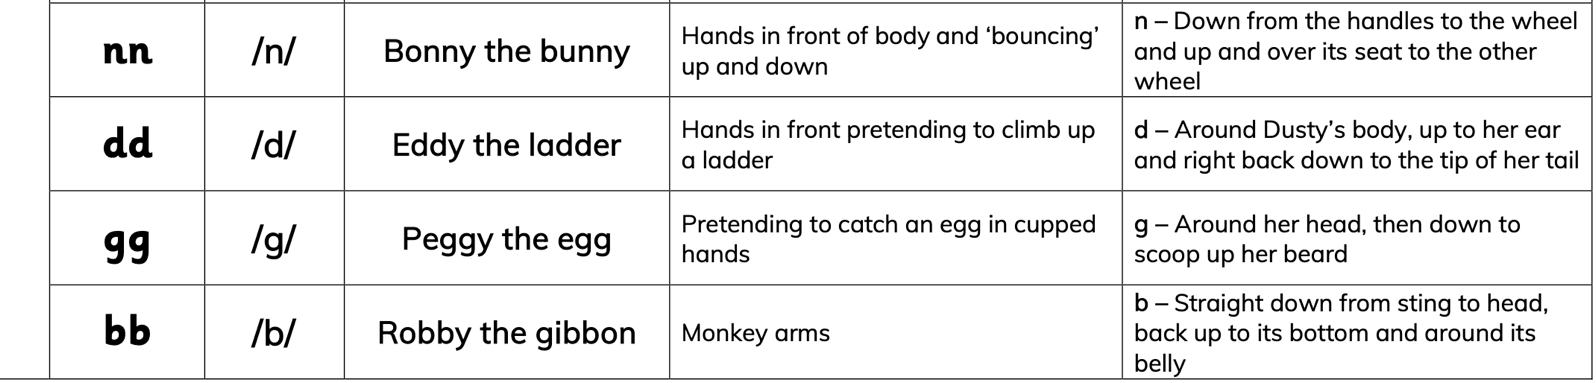 nn
/n/
Bonny the bunny
Hands in front of body and ‘bouncing’
up and down
n – Down from the handles to the wheel
and up and over its seat to the other
wheel
dd
/d/
Eddy the ladder
Hands in front pretending to climb up
a ladder
d – Around Dusty’s body, up to her ear
and right back down to the tip of her tail
gg
/g/
Peggy the egg
Pretending to catch an egg in cupped
hands
g – Around her head, then down to
scoop up her beard
bb
/b/
Robby the gibbon
Monkey arms
b – Straight down from sting to head,
back up to its bottom and around its
belly